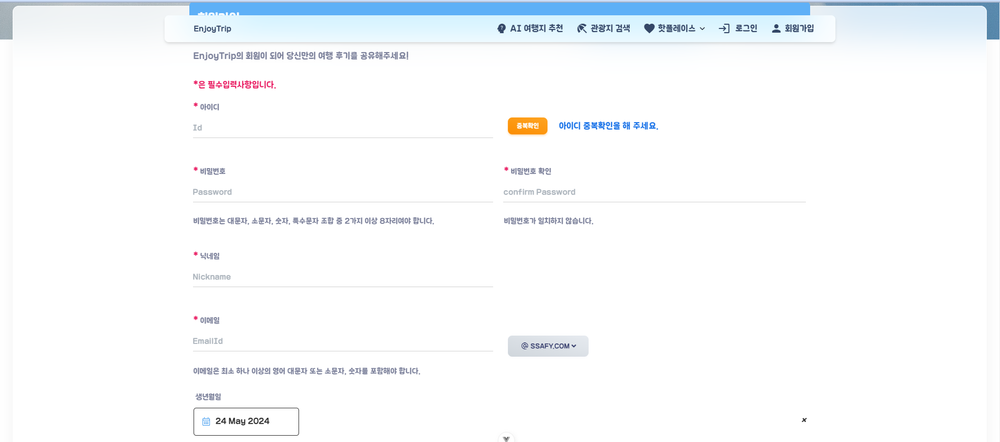 EnjoyTrip
AI 여행지 추천
관광지 검색
핫플레이스
로그인
회원가입
EnjoyTrip의 회원이 되어 당신만의 여행 후기를 공유해주세요!
*은 필수입력사항입니다.
* 아이디
Id
중복확인
아이디 중복확인을 해 주세요.
* 비밀번호
* 비밀번호 확인
Password
confirm Password
비밀번호는 대문자, 소문자, 숫자, 특수문자 조합 중 2가지 이상 8자리여야 합니다.
비밀번호가 일치하지 않습니다.
* 닉네임
Nickname
* 이메일
EmailId
@ SSAFY.COM
이메일은 최소 하나 이상의 영어 대문자 또는 소문자, 숫자를 포함해야 합니다.
생년월일
24 May 2024